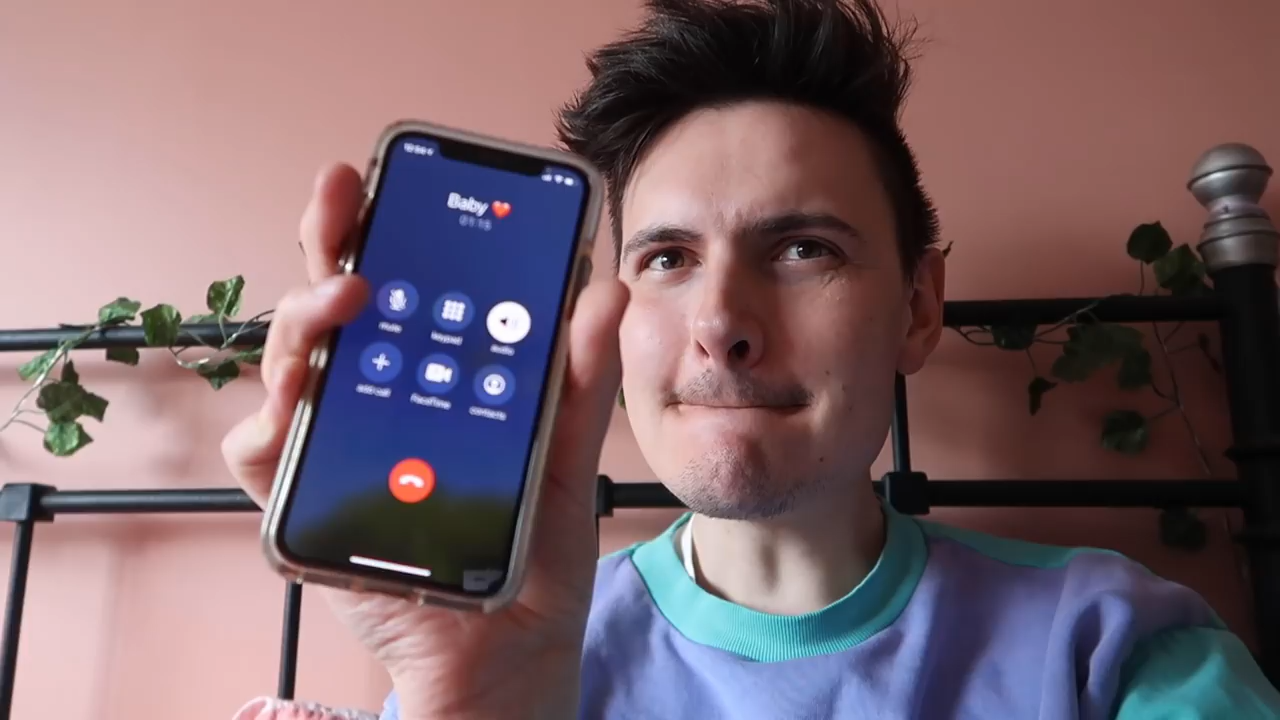 Baby ❤️
01:15
mute
keypad
Audio
add call
FaceTime
contacts